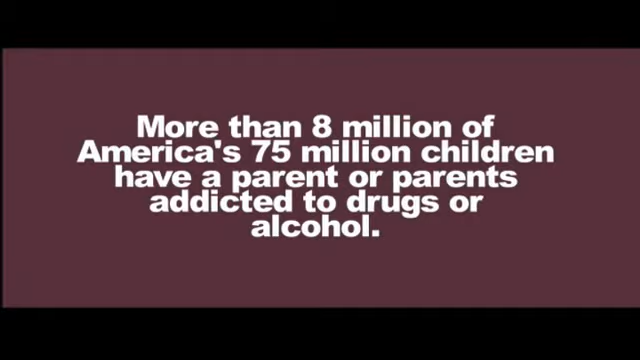 More than 8 million of
America's 75 million children
have a parent or parents
addicted to drugs or
alcohol.